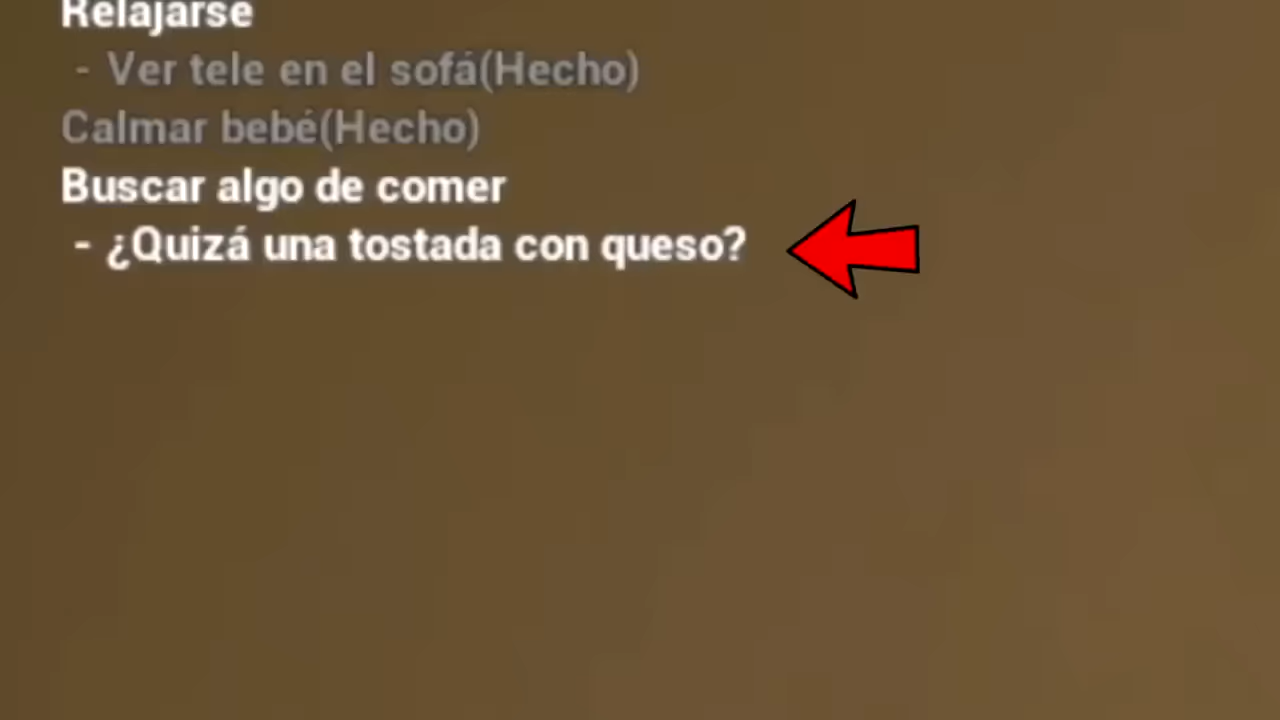 Relajarse
- Ver tele en el sofá(Hecho)
Calmar bebé(Hecho)
Buscar algo de comer
- ¿Quizá una tostada con queso?